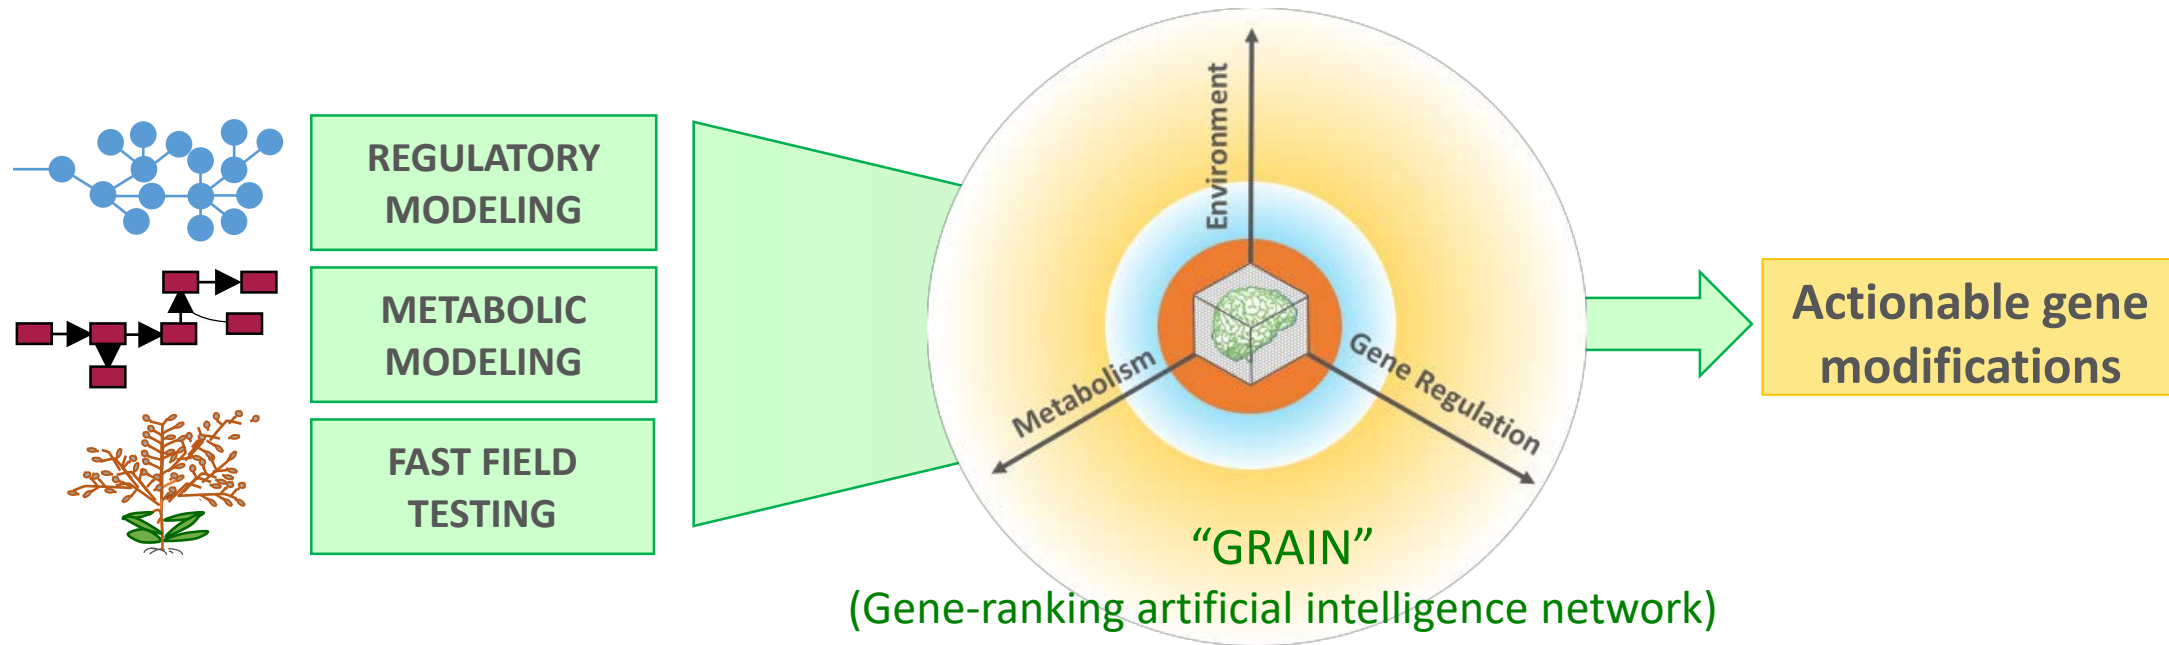 REGULATORY
MODELING
METABOLIC
MODELING
FAST FIELD
TESTING
Environment
Metabolism
Gene Regulation
“GRAIN”
(Gene-ranking artificial intelligence network)
Actionable gene
modifications